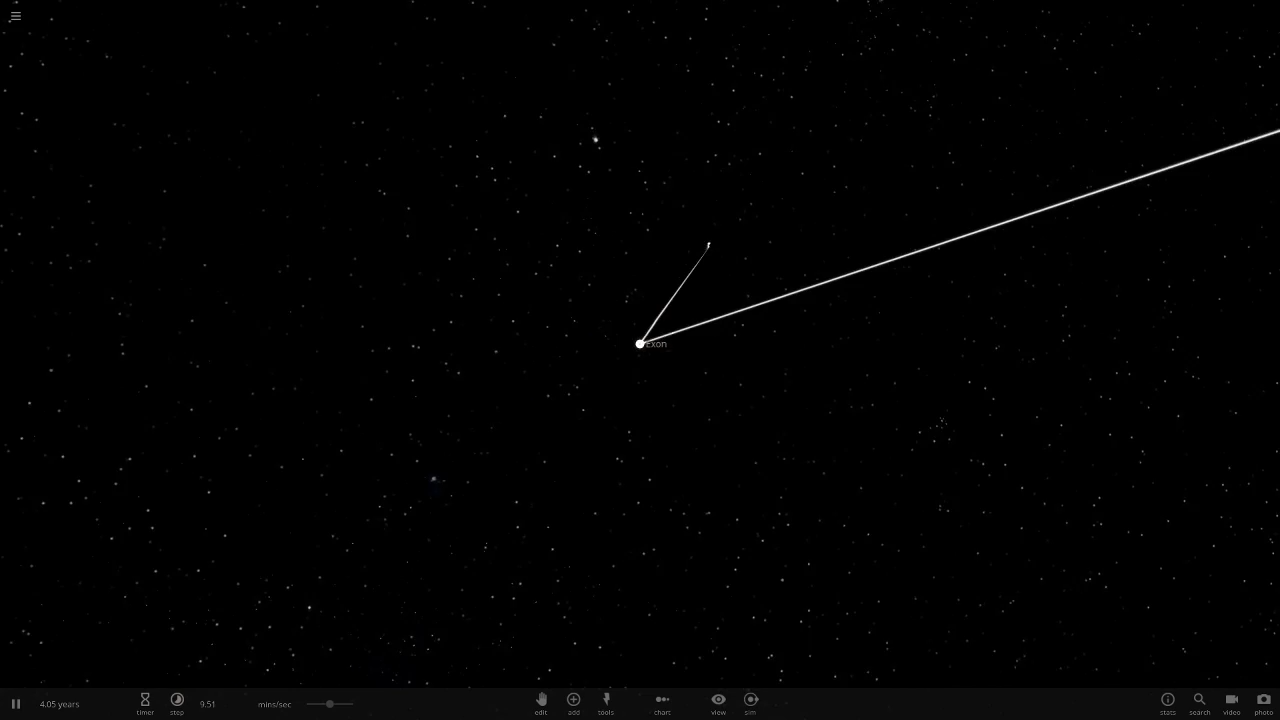 Exon
4.05 years
timer
step
9.51
mins/sec
edit
add
tools
chart
view
sim
stats
search
video
photo